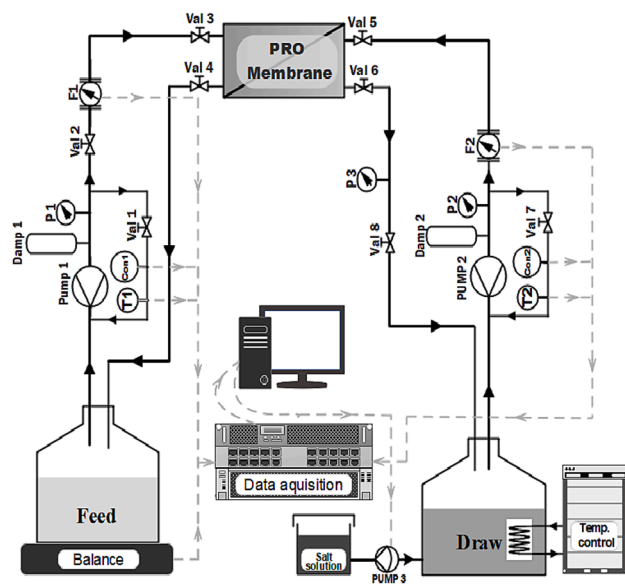 Val 3
Val 5
PRO
Membrane
Val 4
Val 6
F1
F2
Val 2
P 1
Val 1
P 3
P 2
Val 7
Damp 1
Val 8
Damp 2
Pump 1
Con1
T1
PUMP 2
Con2
T2
Data aquisition
Feed
Balance
Salt
solution
PUMP 3
Draw
Temp.
control